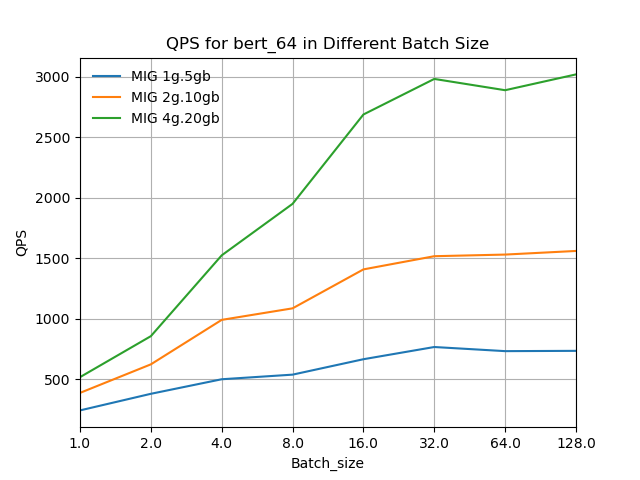 QPS for bert_64 in Different Batch Size
MIG 1g.5gb
MIG 2g.10gb
MIG 4g.20gb
3000
2500
2000
1500
1000
500
QPS
1.0 2.0 4.0 8.0 16.0 32.0 64.0 128.0
Batch_size